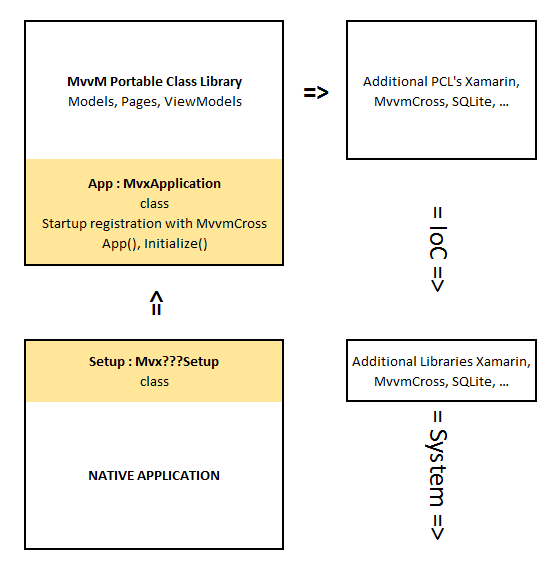 MvvM Portable Class Library
Models, Pages, ViewModels
=>
Additional PCL's Xamarin,
MvvmCross, SQLite, ...
App : MvxApplication
class
Startup registration with MvvmCross
App(), Initialize()
= IoC =>
=>
Setup : Mvx???Setup
class
Additional Libraries Xamarin,
MvvmCross, SQLite, ...
NATIVE APPLICATION
= System =>